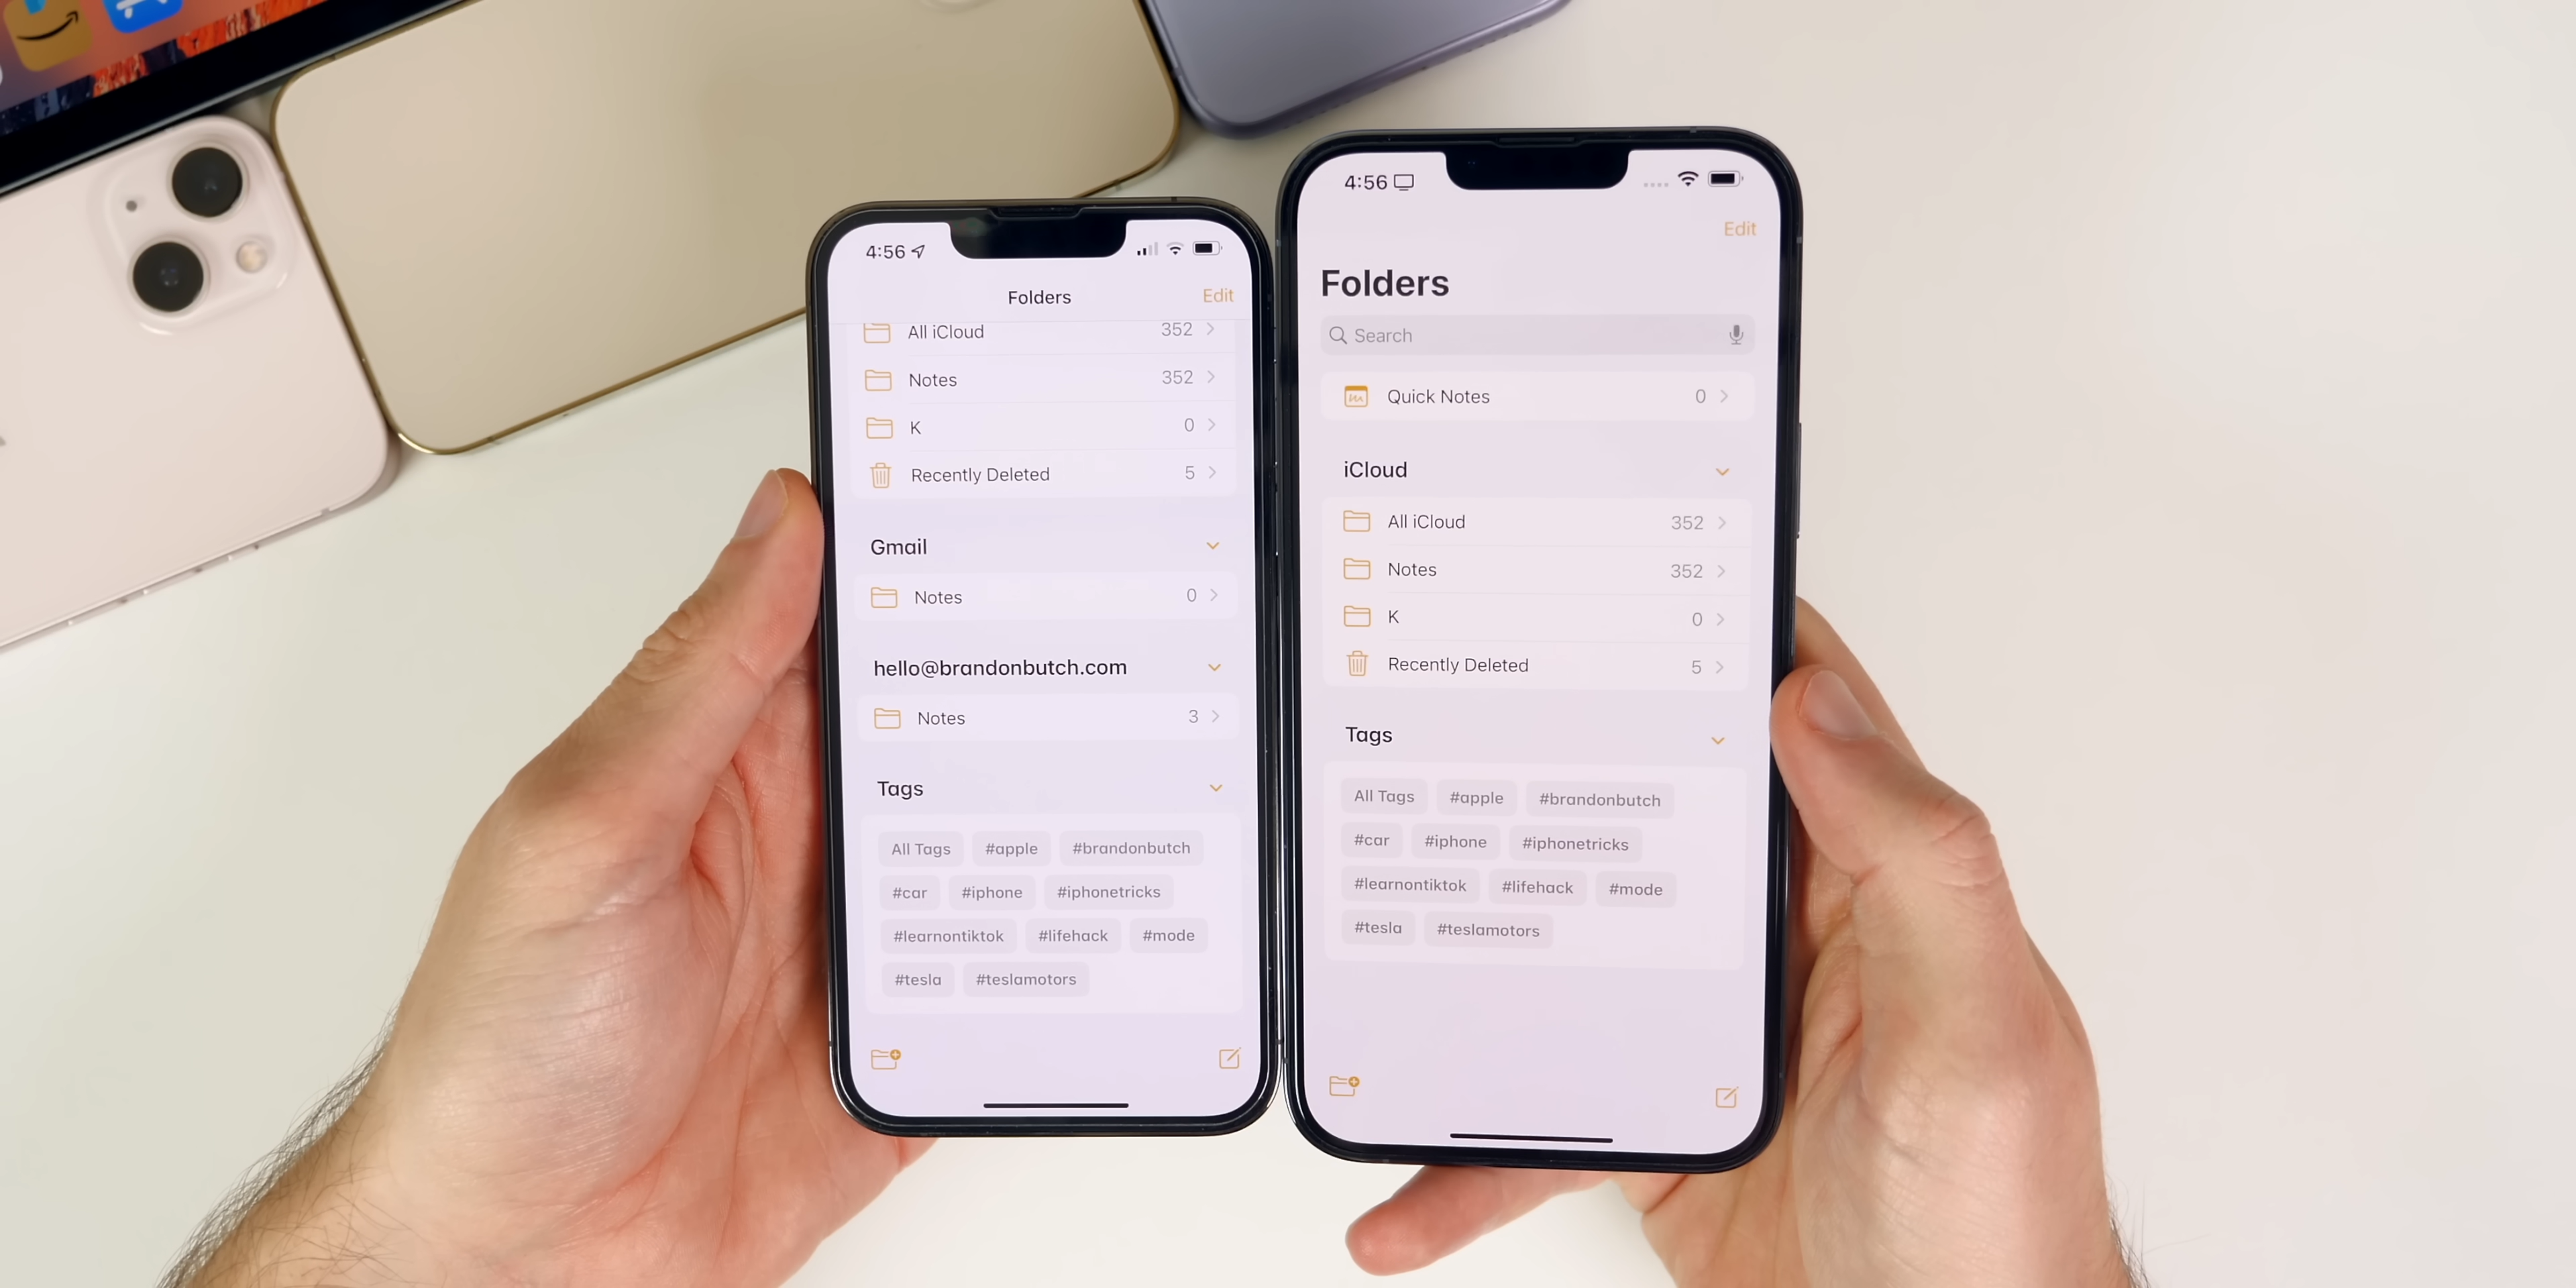 4:56
Folders
Edit
All iCloud 352
Notes 352
K 0
Recently Deleted 5
Gmail
Notes 0
hello@brandonbutch.com
Notes 3
Tags
All Tags #apple #brandonbutch
#car #iphone #iphonetricks
#learnontiktok #lifehack #mode
#tesla #teslamotors
4:56
Edit
Folders
Search
Quick Notes 0
iCloud
All iCloud 352
Notes 352
K 0
Recently Deleted 5
Tags
All Tags #apple #brandonbutch
#car #iphone #iphonetricks
#learnontiktok #lifehack #mode
#tesla #teslamotors